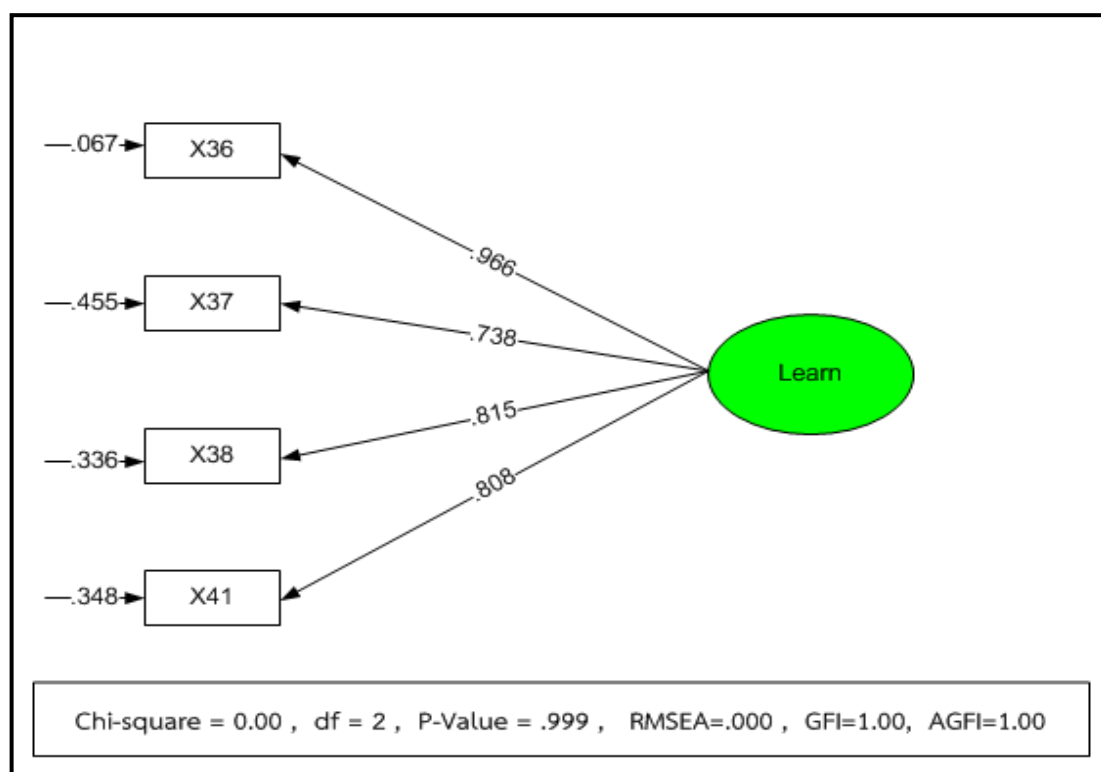 .067
X36
.966
.455
X37
.738
Learn
.815
.336
X38
.808
.348
X41
Chi-square = 0.00 , df = 2 , P-Value = .999 , RMSEA=.000 , GFI=1.00, AGFI=1.00